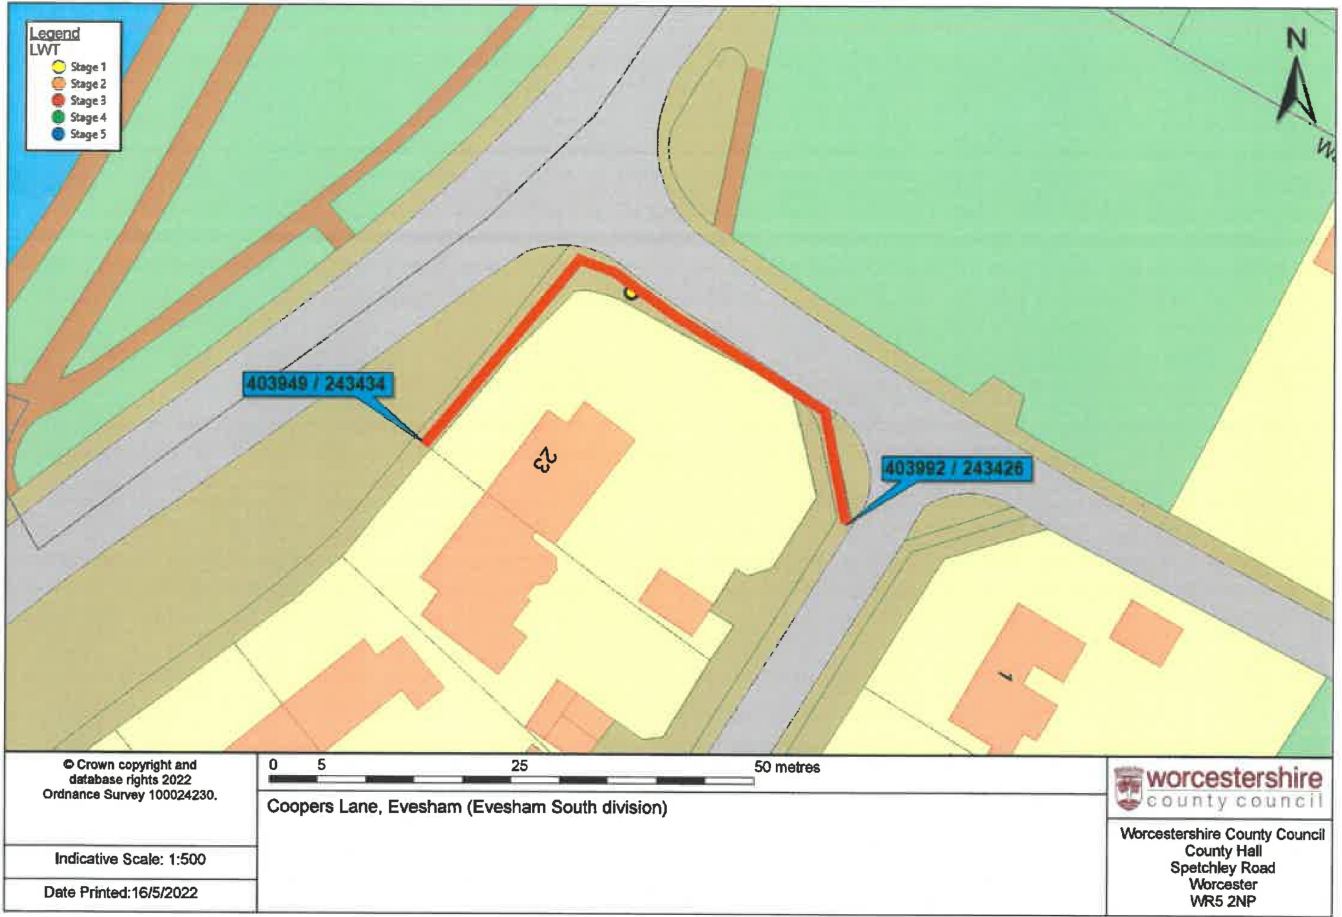 Legend
LWT
Stage 1
Stage 2
Stage 3
Stage 4
Stage 5
N
W
403949 / 243434
23
403992 / 243426
1
© Crown copyright and
database rights 2022
Ordnance Survey 100024230.
Indicative Scale: 1:500
Date Printed:16/5/2022
0 5 25 50 metres
Coopers Lane, Evesham (Evesham South division)
worcestershire
county council
Worcestershire County Council
County Hall
Spetchley Road
Worcester
WR5 2NP